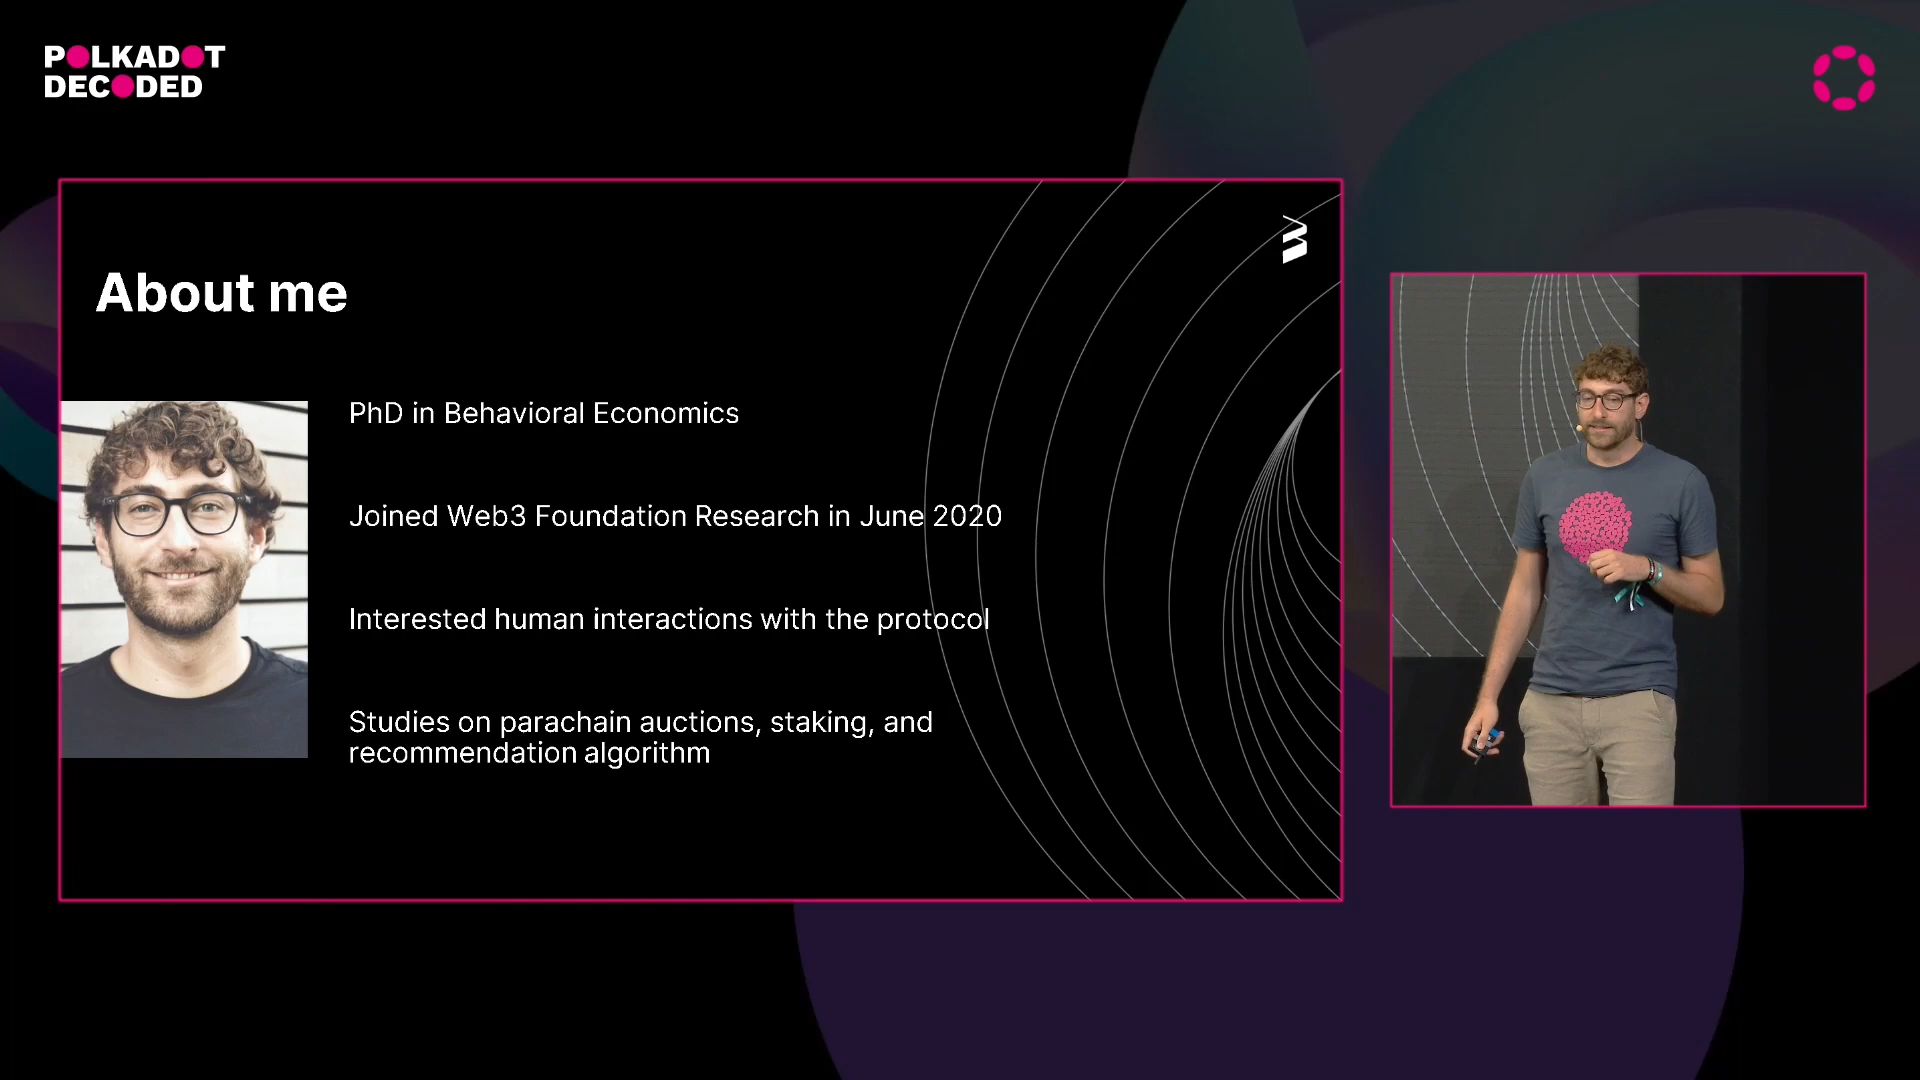 POLKADOT
DECODED
About me
PhD in Behavioral Economics
Joined Web3 Foundation Research in June 2020
Interested human interactions with the protocol
Studies on parachain auctions, staking, and
recommendation algorithm